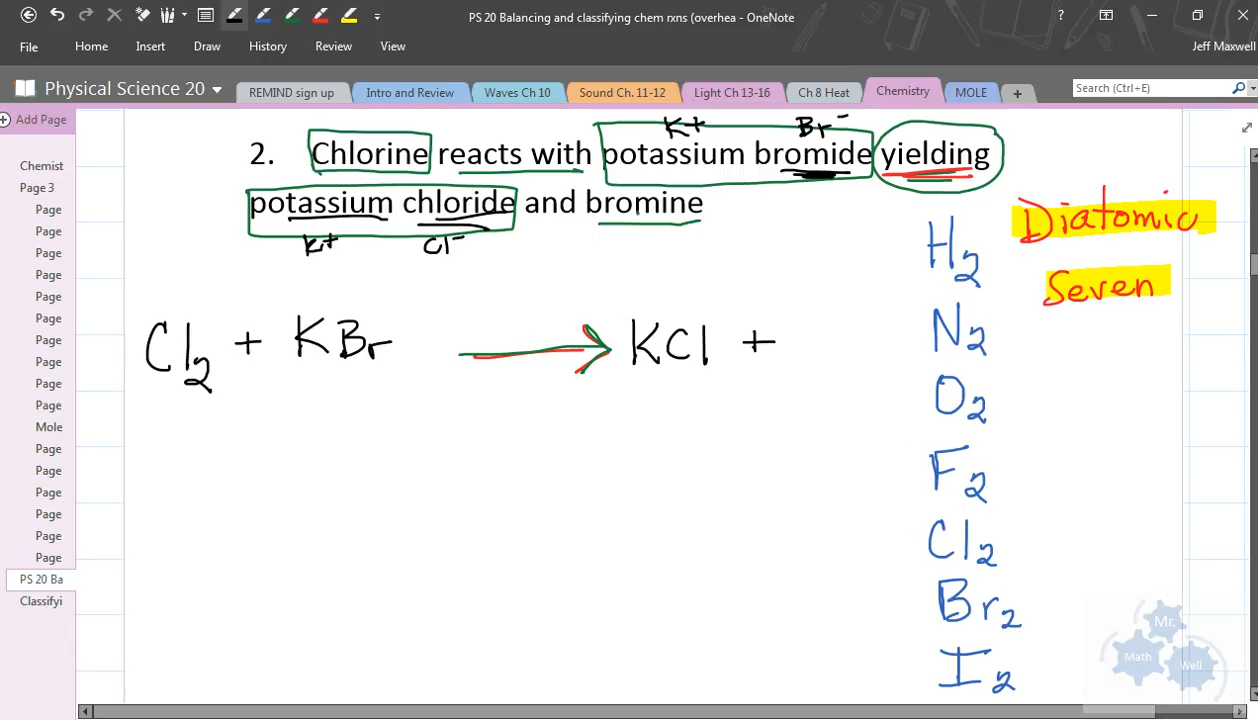 PS 20 Balancing and classifying chem rxns (overhea - OneNote
?
Jeff Maxwell
File Home Insert Draw History Review View
Physical Science 20
REMIND sign up
Intro and Review
Waves Ch 10
Sound Ch. 11-12
Light Ch 13-16
Ch 8 Heat
Chemistry
MOLE
Search (Ctrl+E)
Add Page
Chemist
Page 3
Page
Page
Page
Page
Page
Page
Page
Page
Page
Mole
Page
Page
Page
Page
Page
Page
PS 20 Ba
Classifyi
K+ Br-
2. Chlorine reacts with potassium bromide yielding
potassium chloride and bromine
K+ Cl-
Cl2 + KBr → KCl +
Diatomic
Seven
H2
N2
O2
F2
Cl2
Br2
I2
Mr.
Math Well